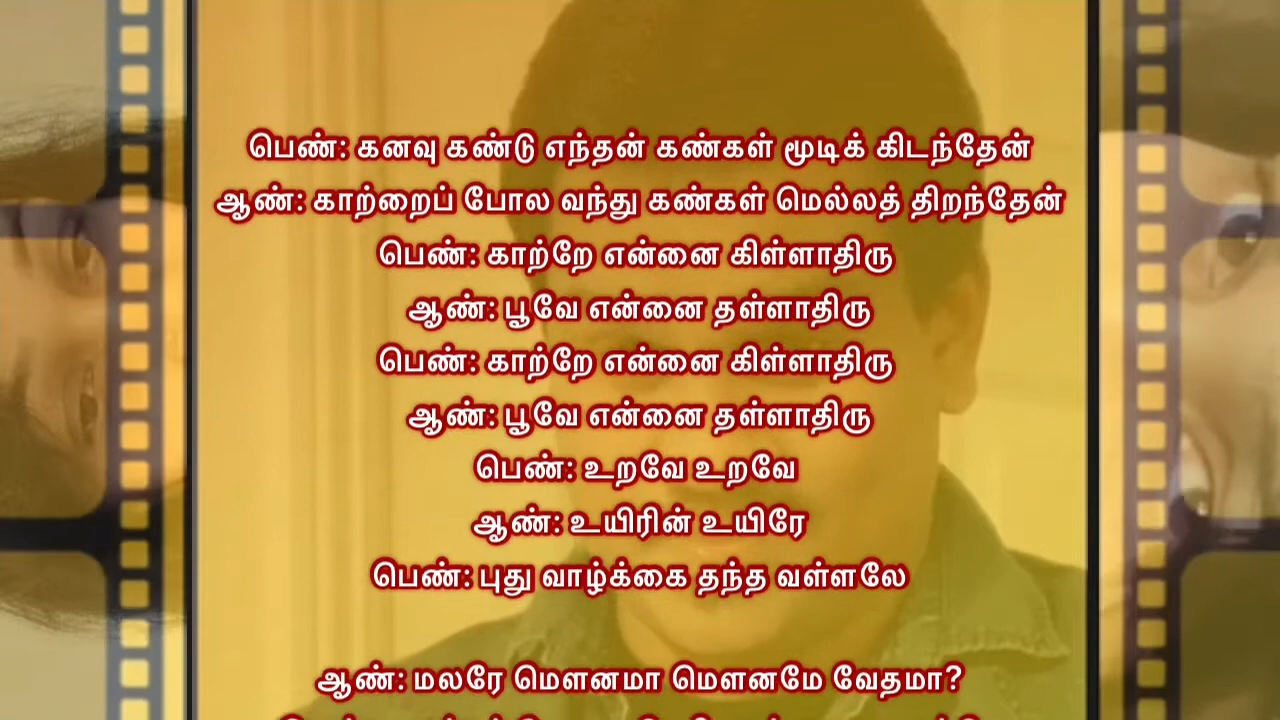 பெண்: கனவு கண்டு எந்தன் கண்கள் மூடிக் கிடந்தேன்
ஆண்: காற்றைப் போல வந்து கண்கள் மெல்லத் திறந்தேன்
பெண்: காற்றே என்னை கிள்ளாதிரு
ஆண்: பூவே என்னை தள்ளாதிரு
பெண்: காற்றே என்னை கிள்ளாதிரு
ஆண்: பூவே என்னை தள்ளாதிரு
பெண்: உறவே உறவே
ஆண்: உயிரின் உயிரே
பெண்: புது வாழ்க்கை தந்த வள்ளலே
ஆண்: மலரே மௌனமா மௌனமே வேதமா?